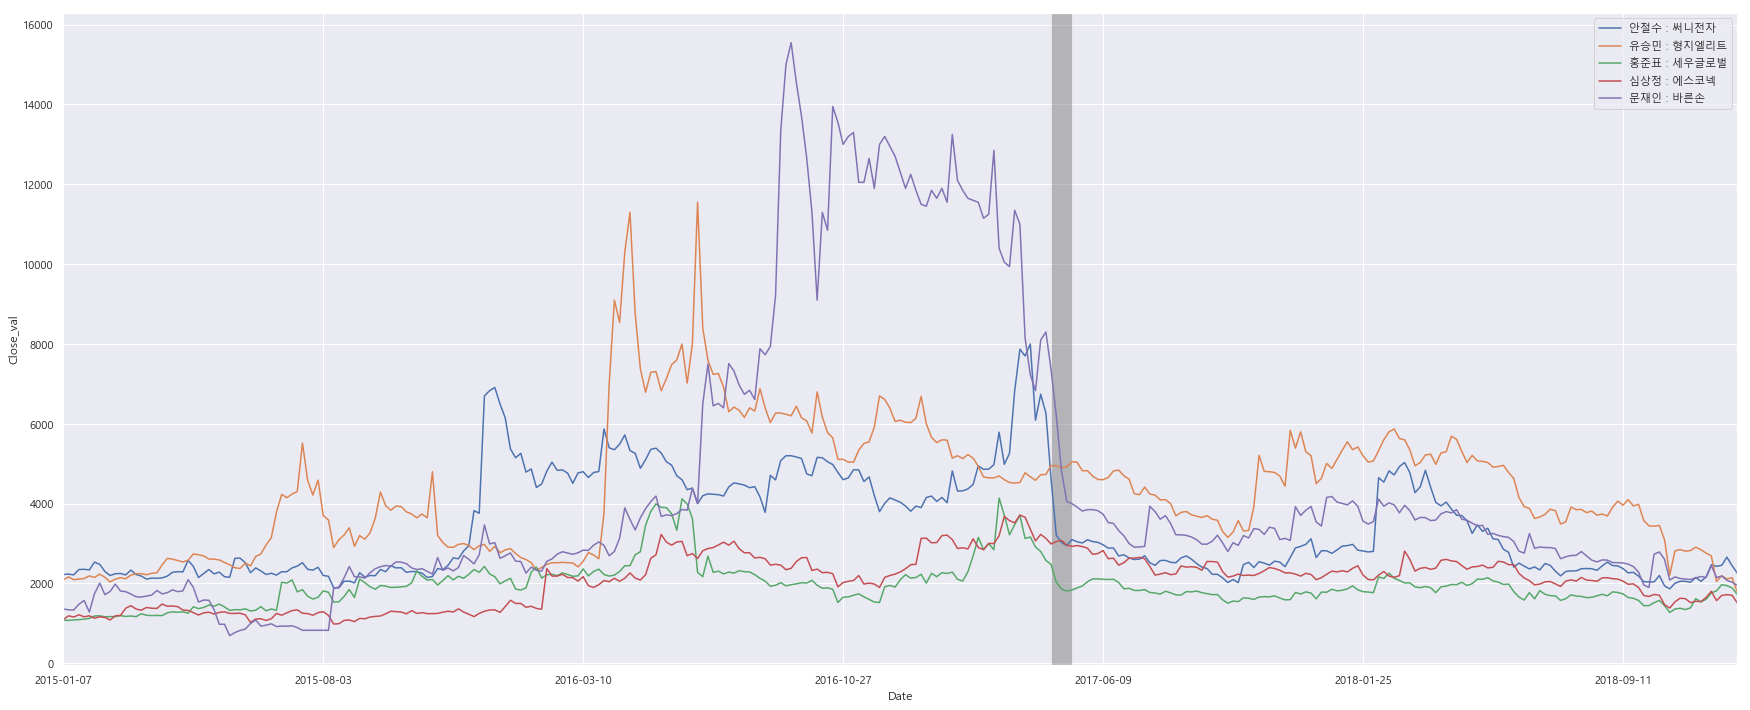 16000
14000
12000
10000
8000
6000
4000
2000
0
Close_val
안철수 : 써니전자
유승민 : 형지엘리트
홍준표 : 세우글로벌
심상정 : 에스코넥
문재인 : 바른손
2015-01-07 2015-08-03 2016-03-10 2016-10-27 2017-06-09 2018-01-25 2018-09-11
Date